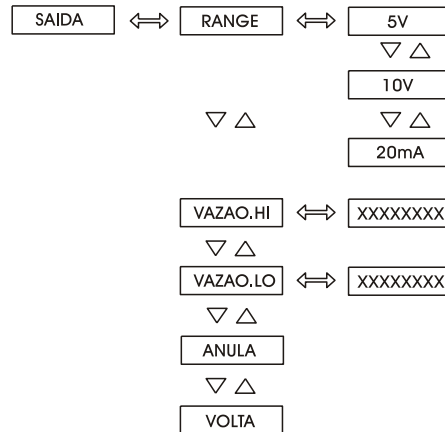 SAIDA RANGE 5V
10V
20mA
VAZAO.HI XXXXXXXX
VAZAO.LO XXXXXXXX
ANULA
VOLTA